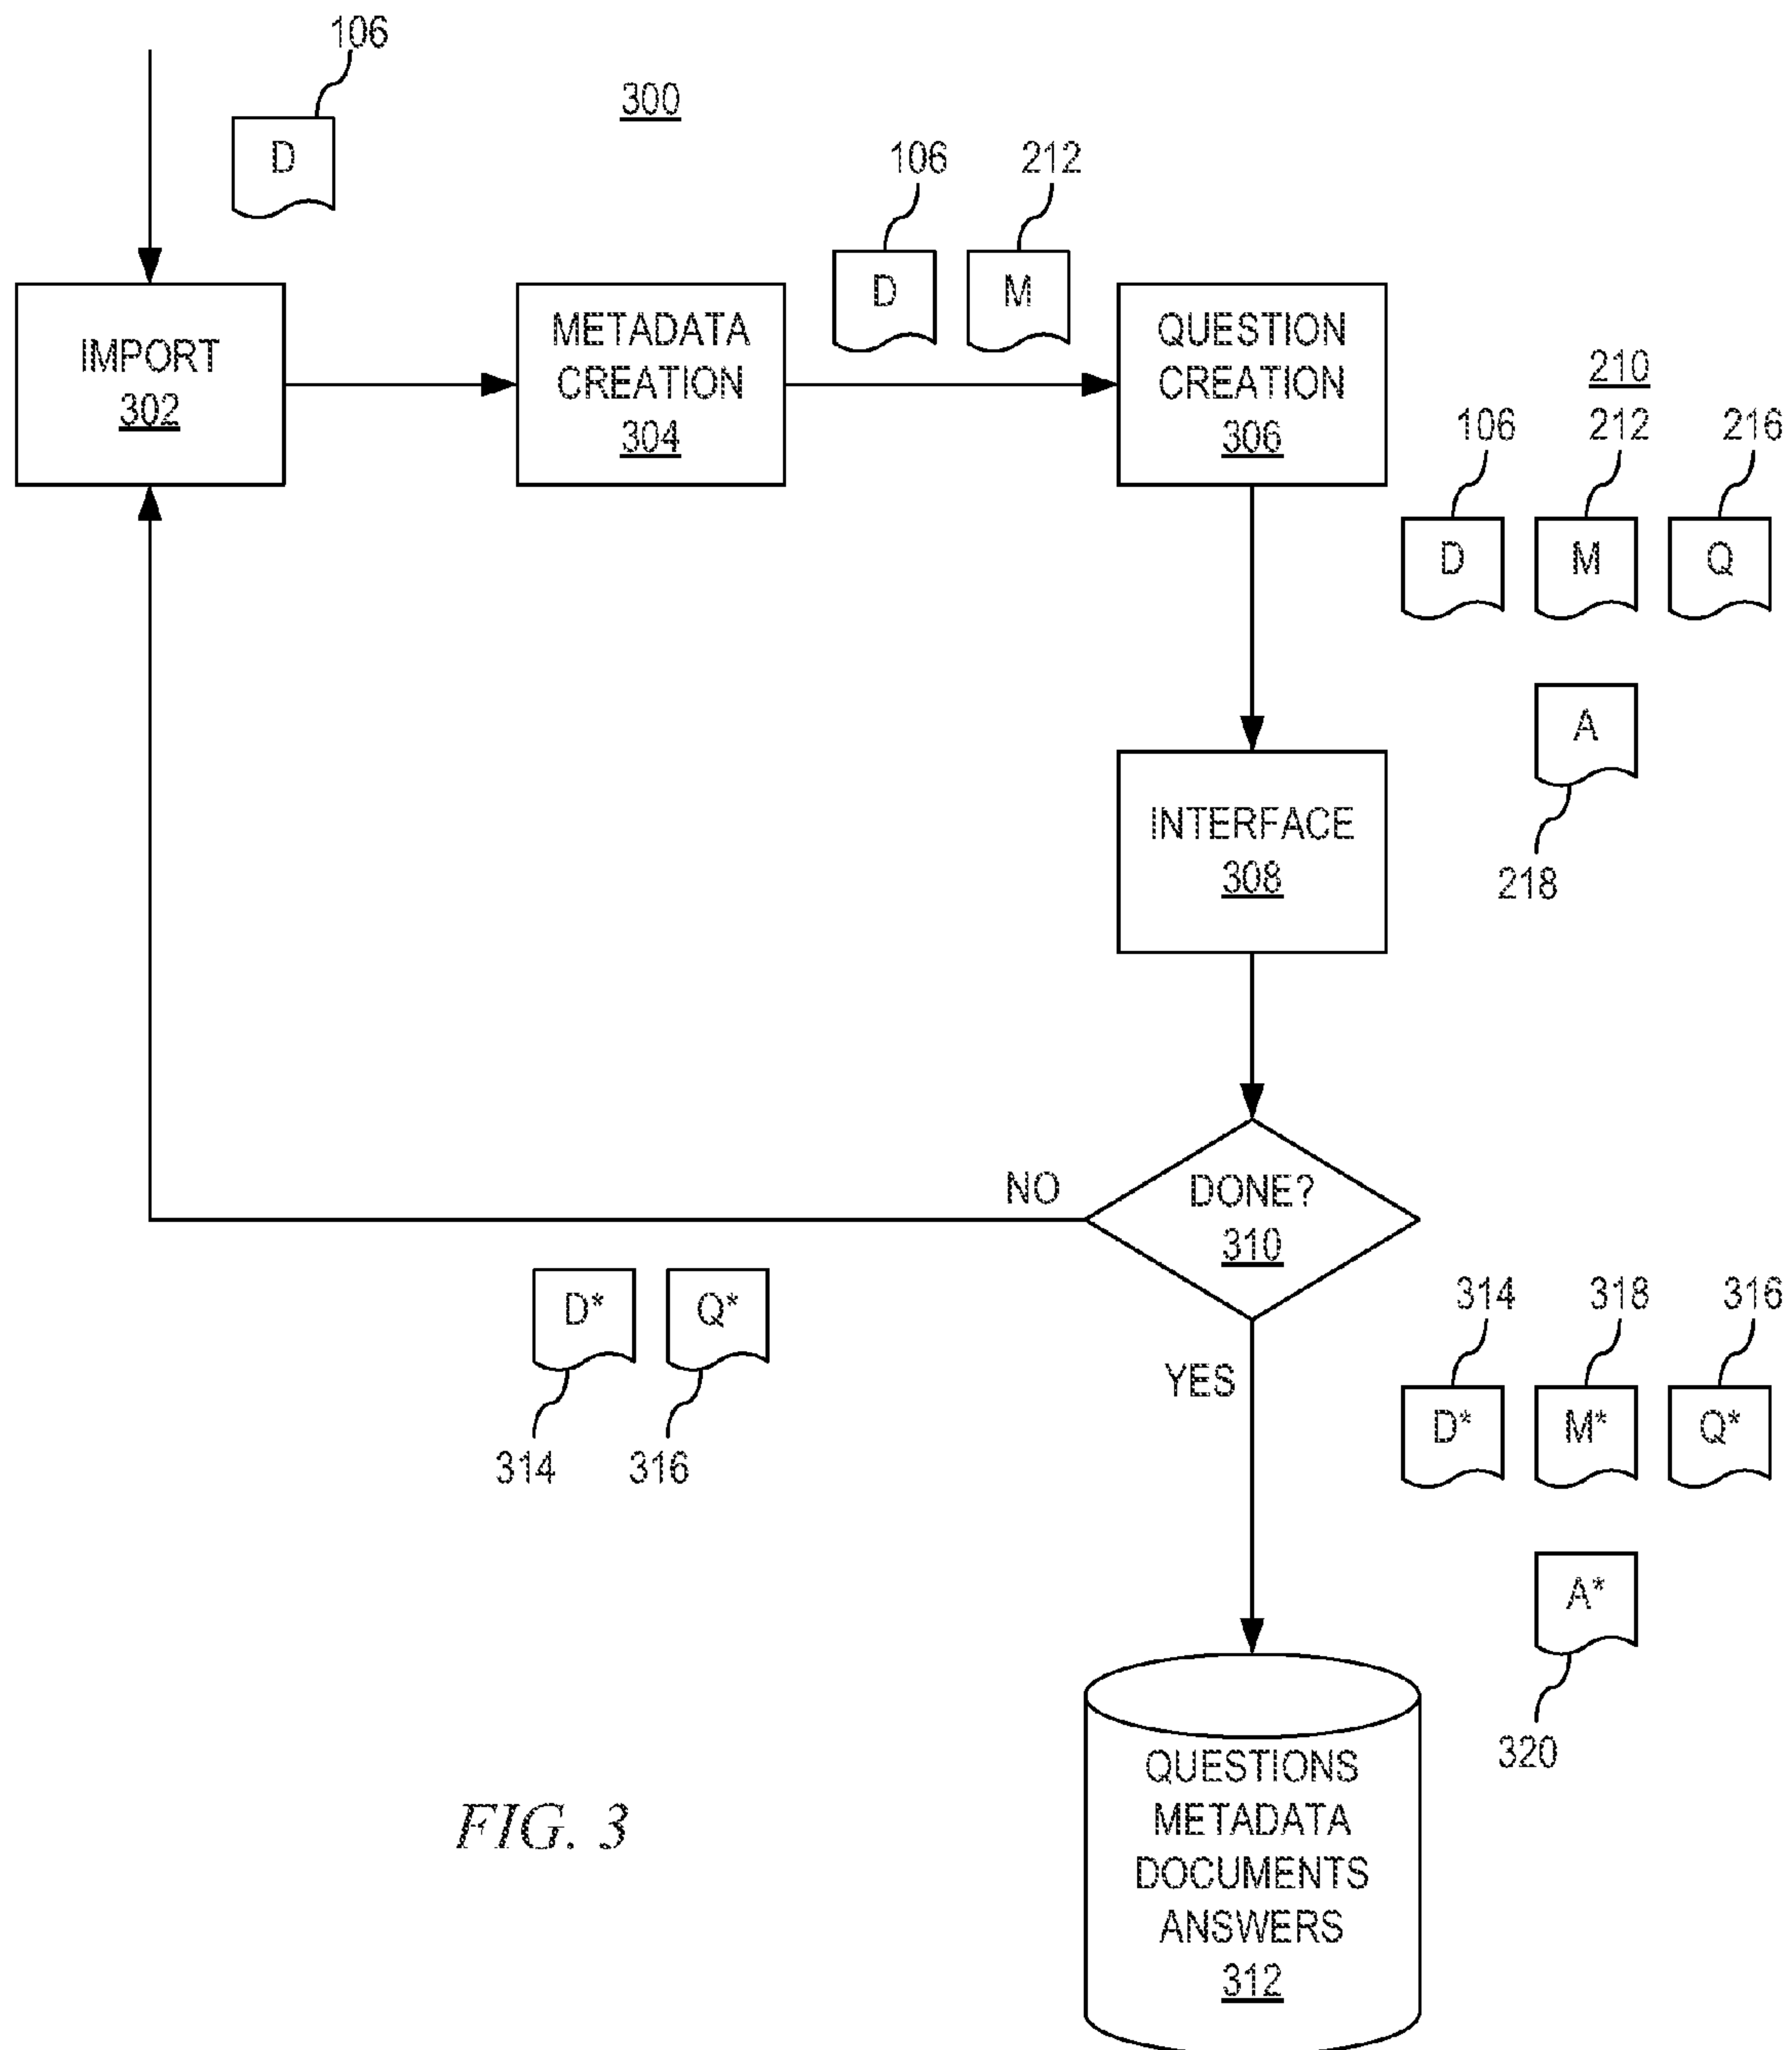 106
300
D
106
212
D
M
IMPORT
302
METADATA
CREATION
304
QUESTION
CREATION
306
210
106
212
216
D
M
Q
A
218
INTERFACE
308
DONE?
310
NO
D*
Q*
314
316
YES
314
318
316
D*
M*
Q*
A*
320
QUESTIONS
METADATA
DOCUMENTS
ANSWERS
312
FIG. 3